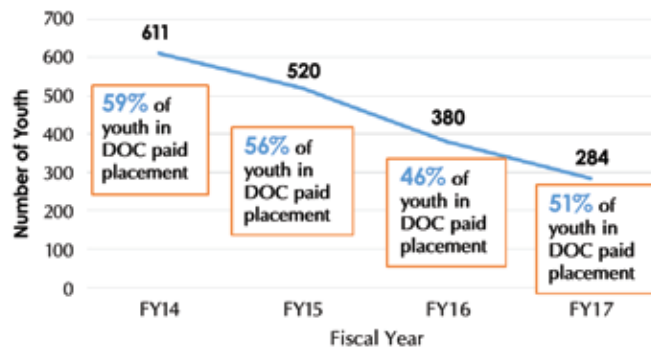 700
600
500
400
300
200
100
0
Number of Youth
611
520
380
284
59% of
youth in
DOC paid
placement
56% of
youth in
DOC paid
placement
46% of
youth in
DOC paid
placement
51% of
youth in
DOC paid
placement
FY14
FY15
FY16
FY17
Fiscal Year